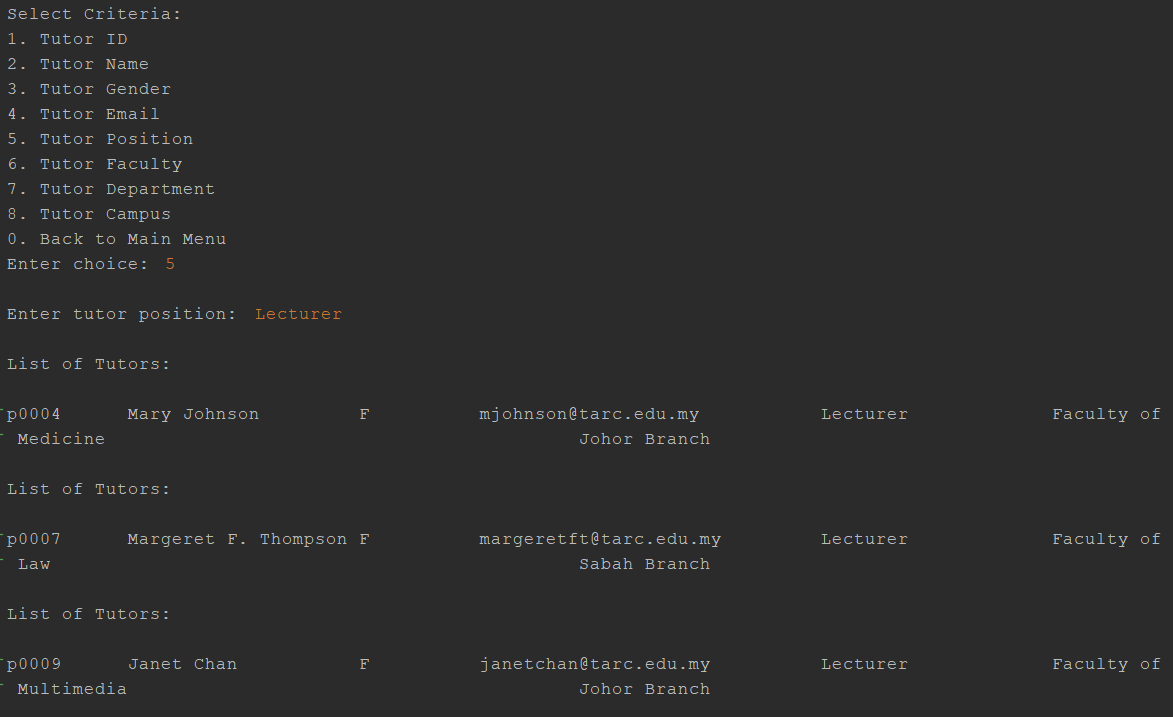 Select Criteria:
1. Tutor ID
2. Tutor Name
3. Tutor Gender
4. Tutor Email
5. Tutor Position
6. Tutor Faculty
7. Tutor Department
8. Tutor Campus
0. Back to Main Menu
Enter choice: 5
Enter tutor position: Lecturer
List of Tutors:
p0004 Mary Johnson F mjohnson@tarc.edu.my Lecturer Faculty of
Medicine Johor Branch
List of Tutors:
p0007 Margeret F. Thompson F margeretft@tarc.edu.my Lecturer Faculty of
Law Sabah Branch
List of Tutors:
p0009 Janet Chan F janetchan@tarc.edu.my Lecturer Faculty of
Multimedia Johor Branch